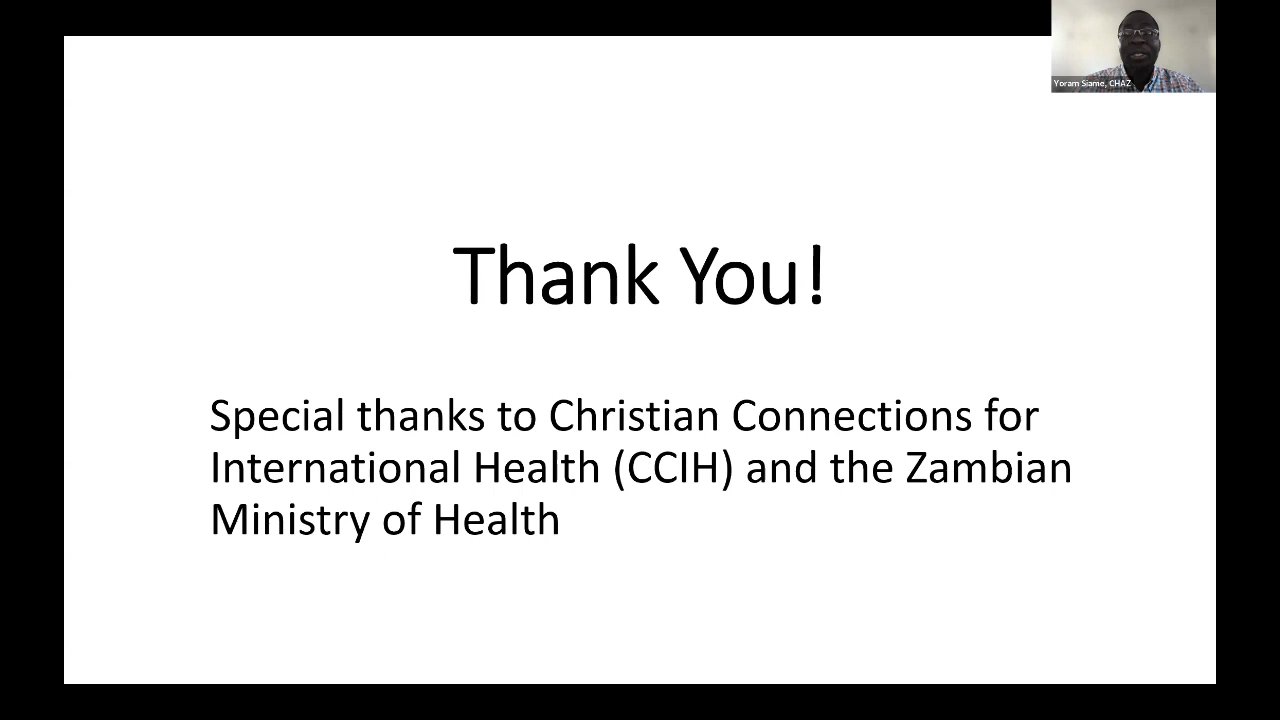 Yoram Siame, CHAZ
Thank You!
Special thanks to Christian Connections for
International Health (CCIH) and the Zambian
Ministry of Health